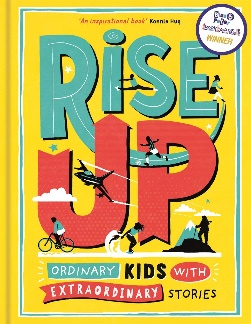 'An inspirational book' Konnie Huq
RISE
UP
WINNER
ORDINARY KIDS WITH
EXTRAORDINARY STORIES